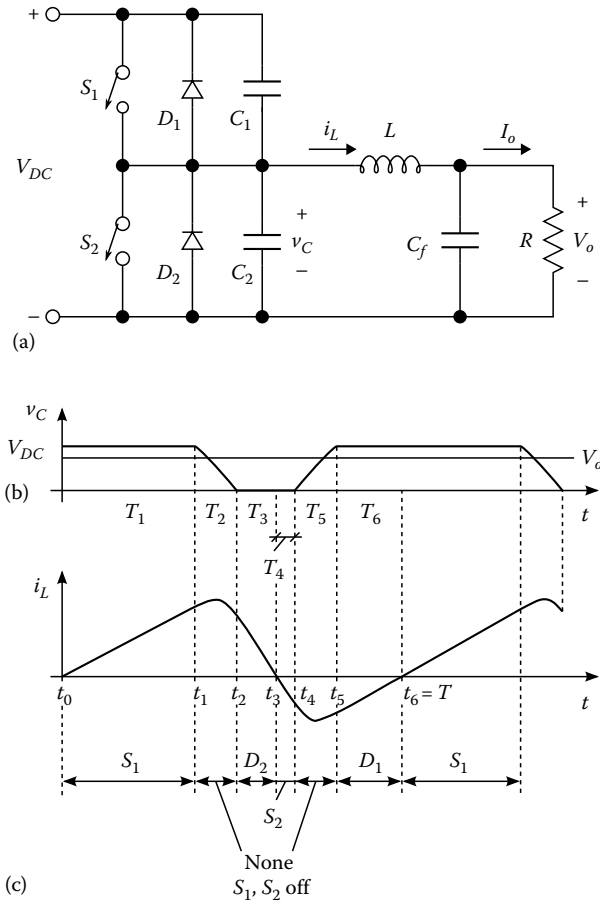 +
S1
D1
C1
iL
L
Io
VDC
S2
D2
+
vC
−
C2
Cf
R
+
Vo
−
−
(a)
vC
VDC
Vo
(b)
T1
T2
T3
T5
T6
t
T4
iL
t0
t1
t2
t3
t4
t5
t6 = T
t
S1
D2
D1
S1
S2
None
S1, S2 off
(c)